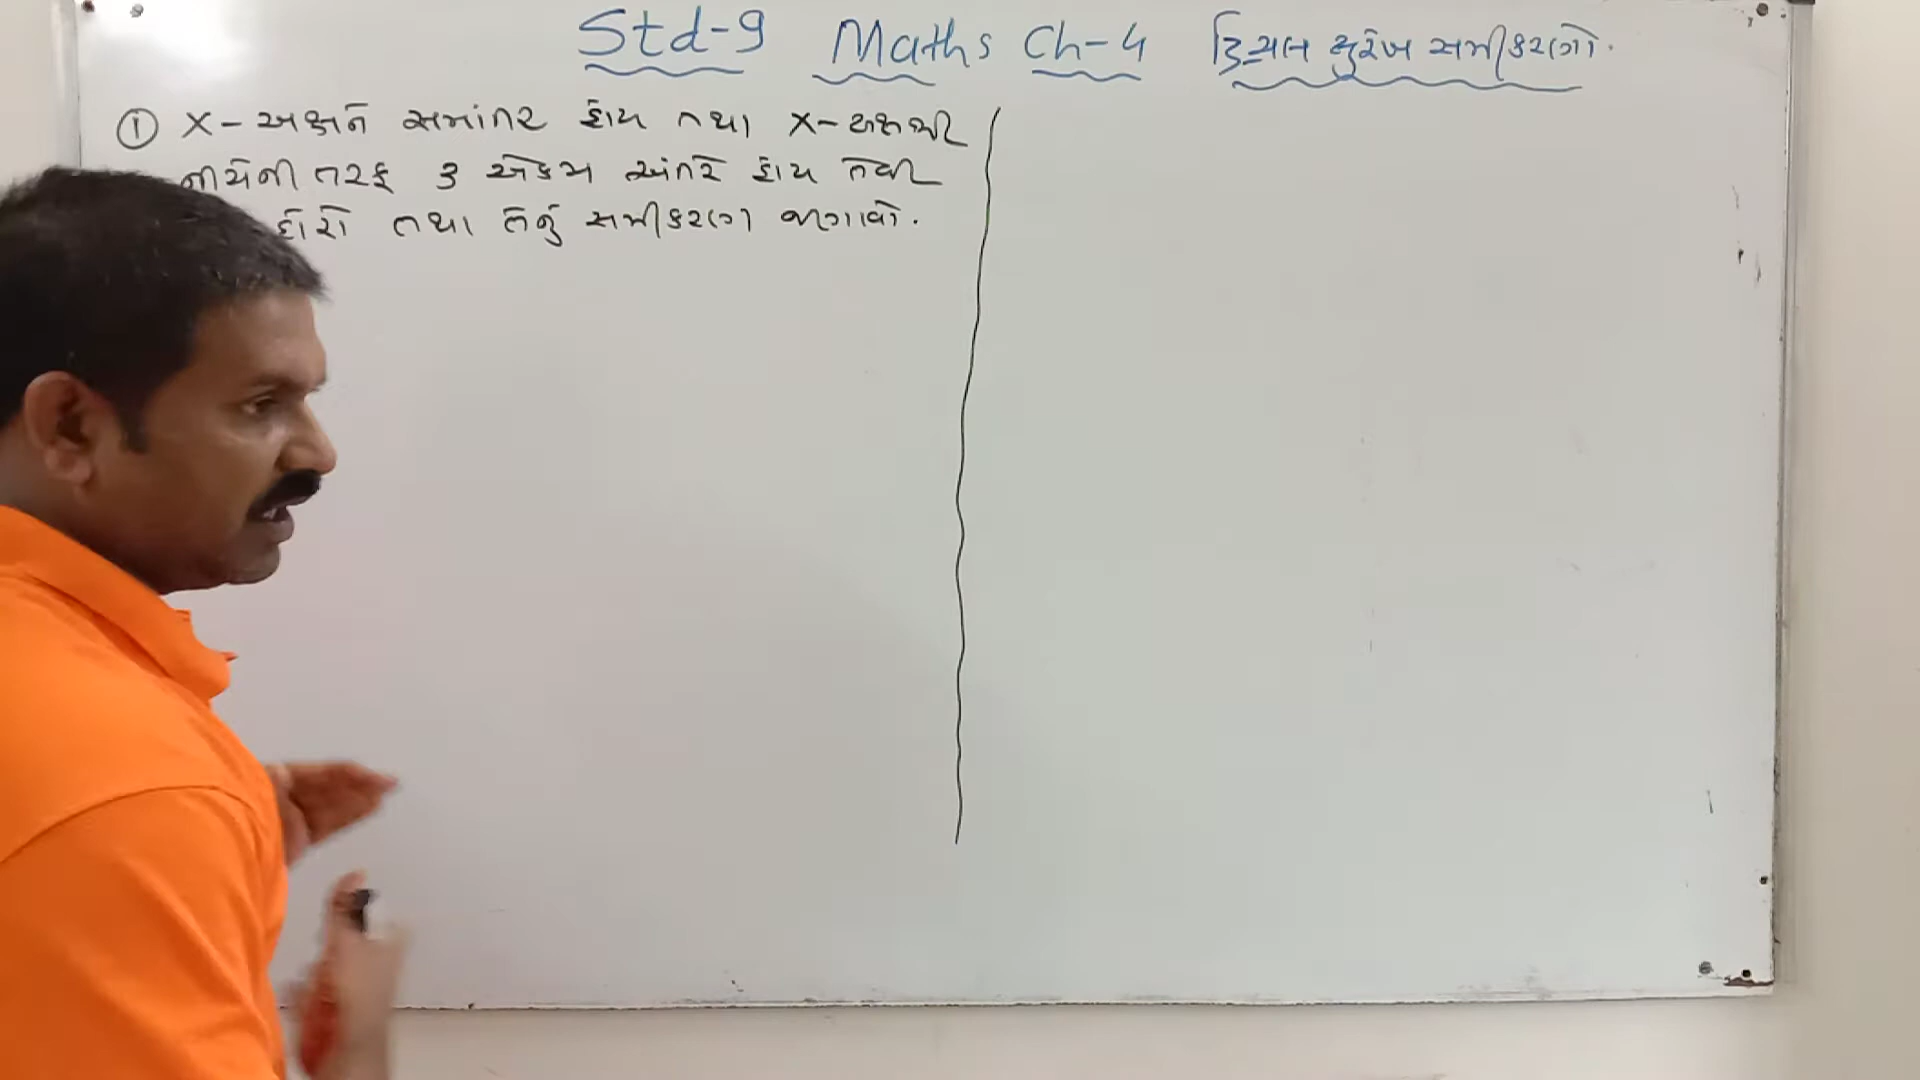 Std-9 Maths Ch-4 દ્વિચલ સુરેખ સમીકરણો.
① X-અક્ષને સમાંતર હોય તથા X-અક્ષથી
નીચેની તરફ 3 એકમ અંતરે હોય તેવી
દોરો તથા તેનું સમીકરણ જણાવો.